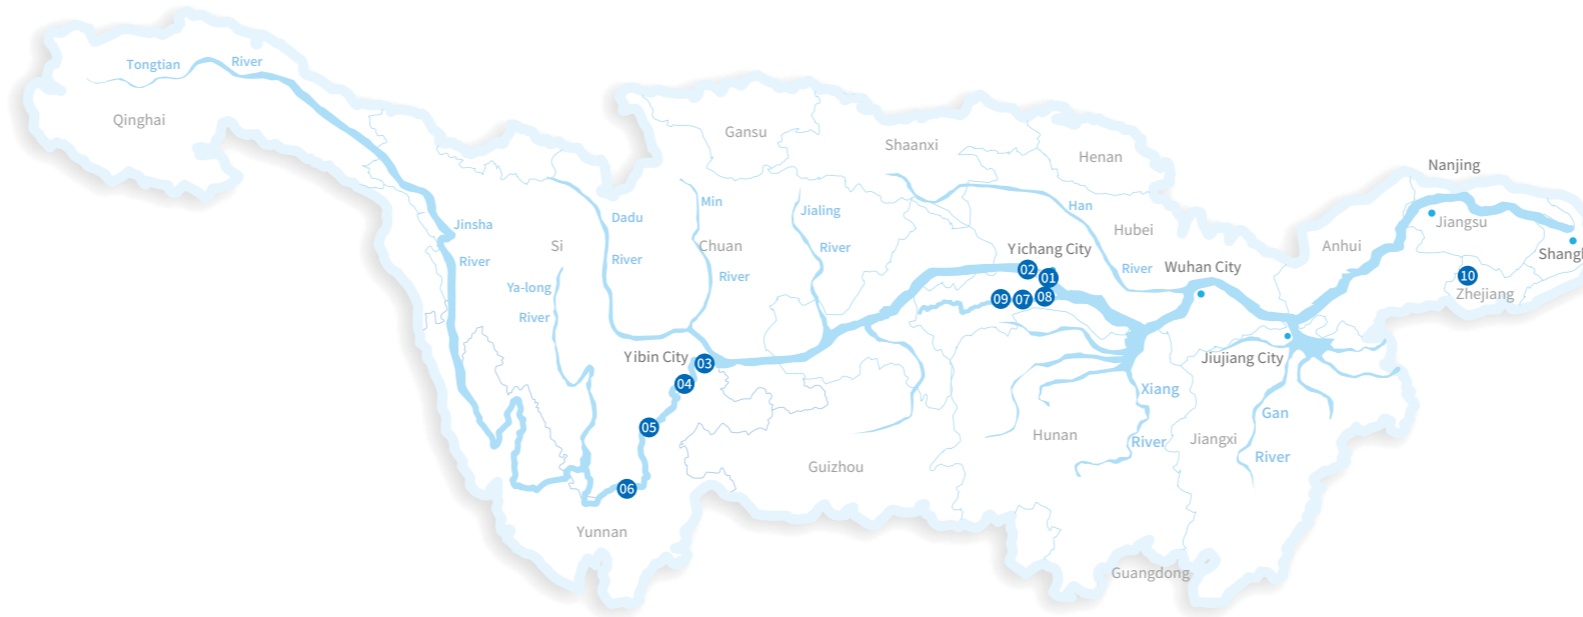 Tongtian River
Qinghai
Gansu
Shaanxi
Henan
Nanjing
Jinsha
River
Si
Dadu
River
Min
Chuan
River
Jialing
River
Han
Hubei
River
Yichang City
Wuhan City
Anhui
Jiangsu
Ya-long
River
02
01
09
07
08
10
Zhejiang
Yibin City
03
04
05
06
Jiujiang City
Xiang
River
Gan
River
Hunan
Jiangxi
Guizhou
Yunnan
Guangdong